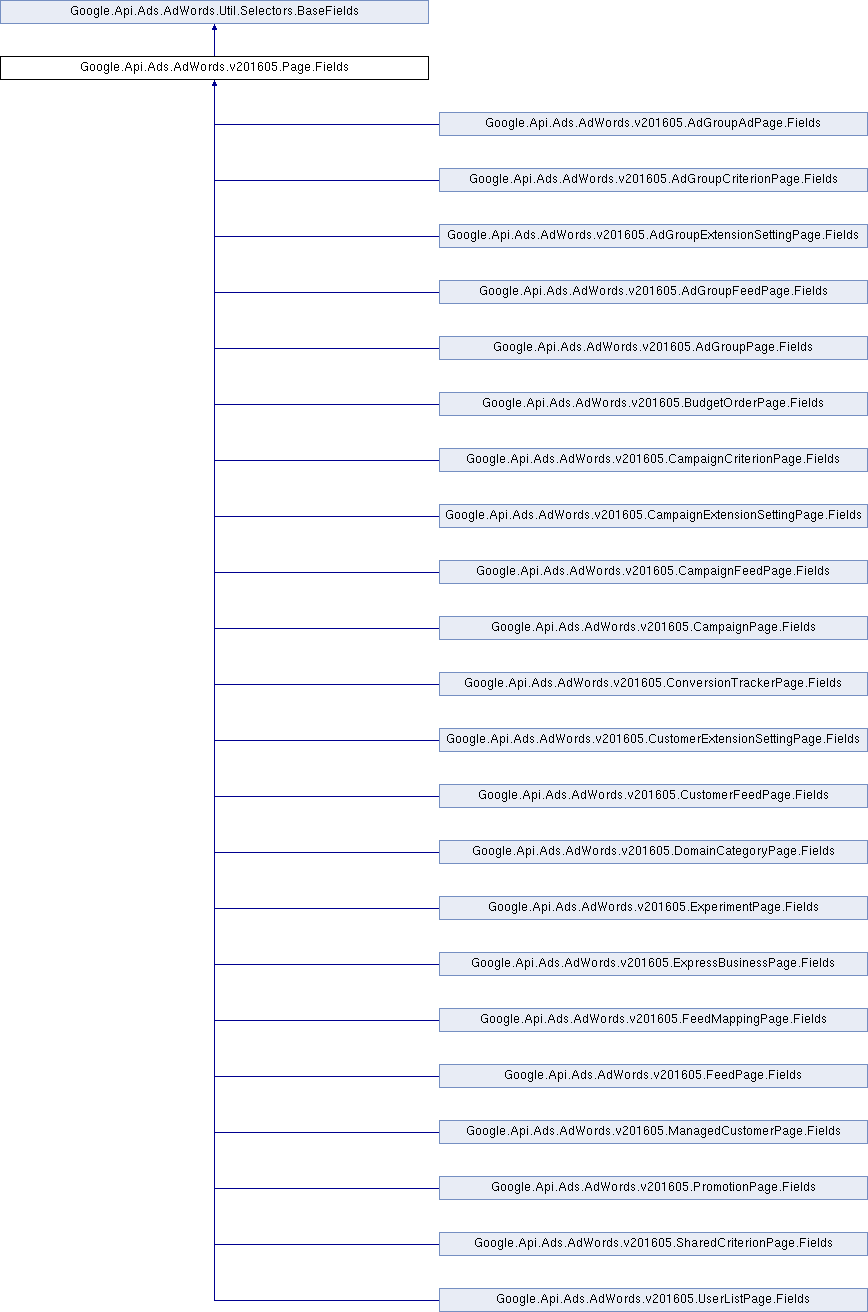 Google.Api.Ads.AdWords.Util.Selectors.BaseFields
Google.Api.Ads.AdWords.v201605.Page.Fields
Google.Api.Ads.AdWords.v201605.AdGroupAdPage.Fields
Google.Api.Ads.AdWords.v201605.AdGroupCriterionPage.Fields
Google.Api.Ads.AdWords.v201605.AdGroupExtensionSettingPage.Fields
Google.Api.Ads.AdWords.v201605.AdGroupFeedPage.Fields
Google.Api.Ads.AdWords.v201605.AdGroupPage.Fields
Google.Api.Ads.AdWords.v201605.BudgetOrderPage.Fields
Google.Api.Ads.AdWords.v201605.CampaignCriterionPage.Fields
Google.Api.Ads.AdWords.v201605.CampaignExtensionSettingPage.Fields
Google.Api.Ads.AdWords.v201605.CampaignFeedPage.Fields
Google.Api.Ads.AdWords.v201605.CampaignPage.Fields
Google.Api.Ads.AdWords.v201605.ConversionTrackerPage.Fields
Google.Api.Ads.AdWords.v201605.CustomerExtensionSettingPage.Fields
Google.Api.Ads.AdWords.v201605.CustomerFeedPage.Fields
Google.Api.Ads.AdWords.v201605.DomainCategoryPage.Fields
Google.Api.Ads.AdWords.v201605.ExperimentPage.Fields
Google.Api.Ads.AdWords.v201605.ExpressBusinessPage.Fields
Google.Api.Ads.AdWords.v201605.FeedMappingPage.Fields
Google.Api.Ads.AdWords.v201605.FeedPage.Fields
Google.Api.Ads.AdWords.v201605.ManagedCustomerPage.Fields
Google.Api.Ads.AdWords.v201605.PromotionPage.Fields
Google.Api.Ads.AdWords.v201605.SharedCriterionPage.Fields
Google.Api.Ads.AdWords.v201605.UserListPage.Fields